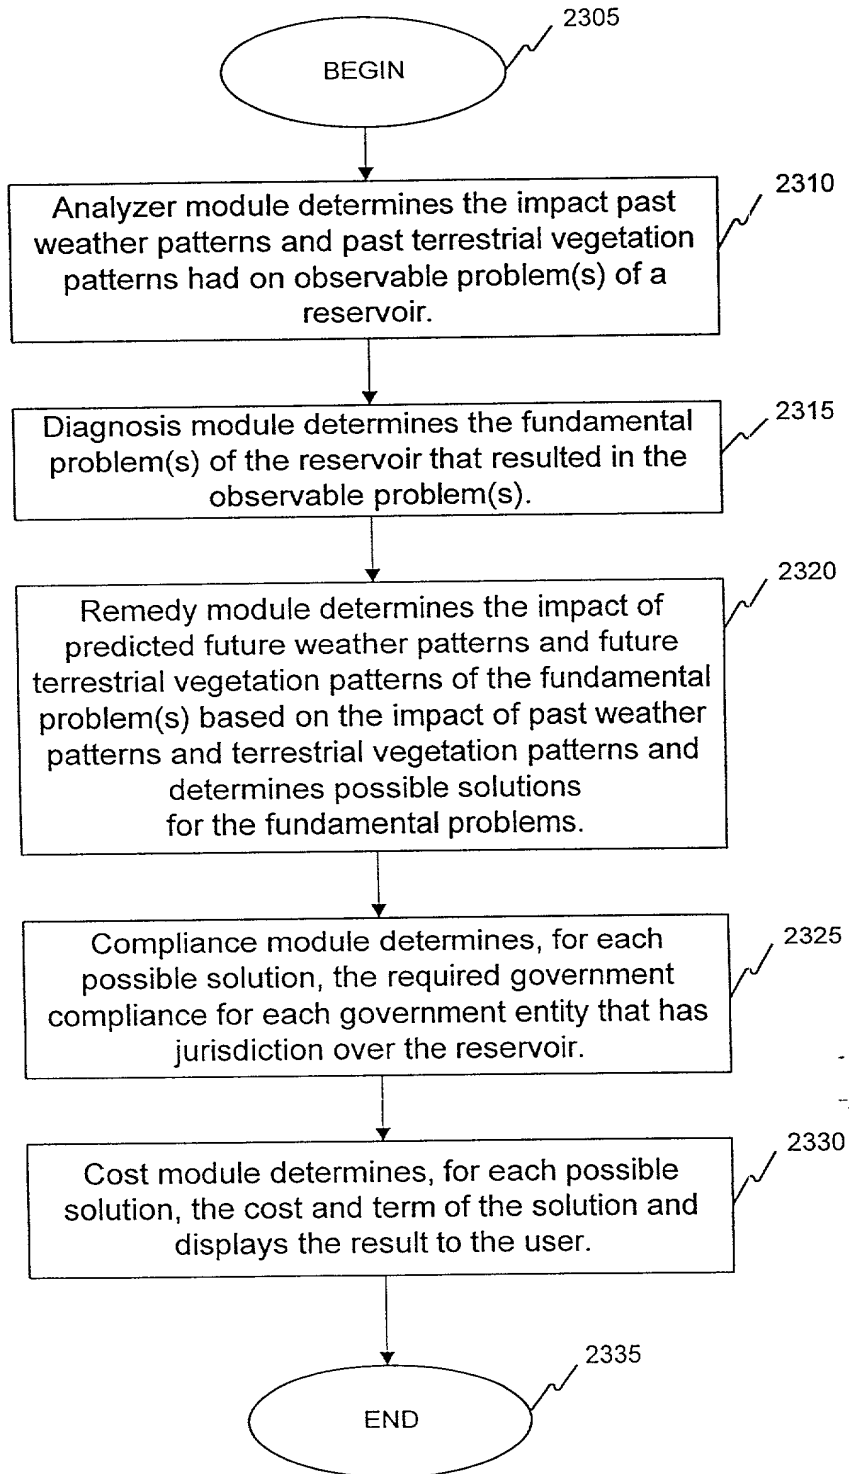 2305
BEGIN
2310
Analyzer module determines the impact past
weather patterns and past terrestrial vegetation
patterns had on observable problem(s) of a
reservoir.
2315
Diagnosis module determines the fundamental
problem(s) of the reservoir that resulted in the
observable problem(s).
2320
Remedy module determines the impact of
predicted future weather patterns and future
terrestrial vegetation patterns of the fundamental
problem(s) based on the impact of past weather
patterns and terrestrial vegetation patterns and
determines possible solutions
for the fundamental problems.
2325
Compliance module determines, for each
possible solution, the required government
compliance for each government entity that has
jurisdiction over the reservoir.
2330
Cost module determines, for each possible
solution, the cost and term of the solution and
displays the result to the user.
2335
END